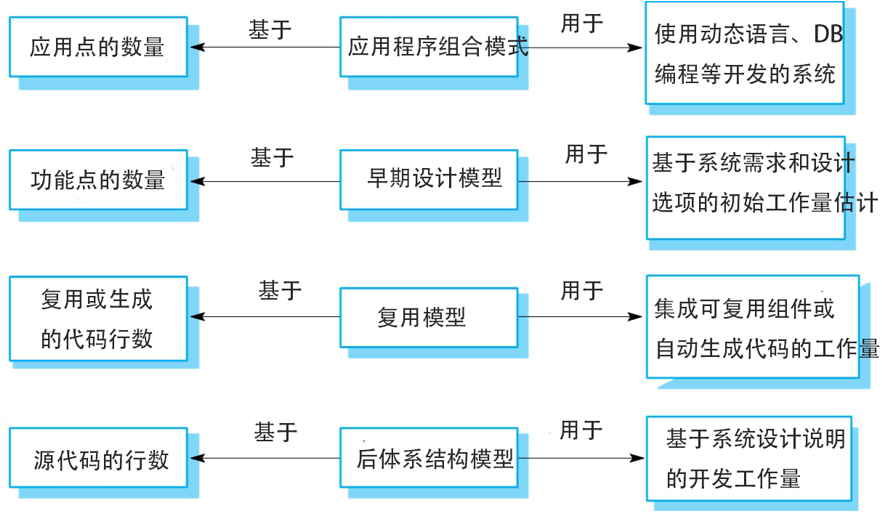 应用点的数量
基于
应用程序组合模式
用于
使用动态语言、DB
编程等开发的系统
功能点的数量
基于
早期设计模型
用于
基于系统需求和设计
选项的初始工作量估计
复用或生成
的代码行数
基于
复用模型
用于
集成可复用组件或
自动生成代码的工作量
源代码的行数
基于
后体系结构模型
用于
基于系统设计说明
的开发工作量